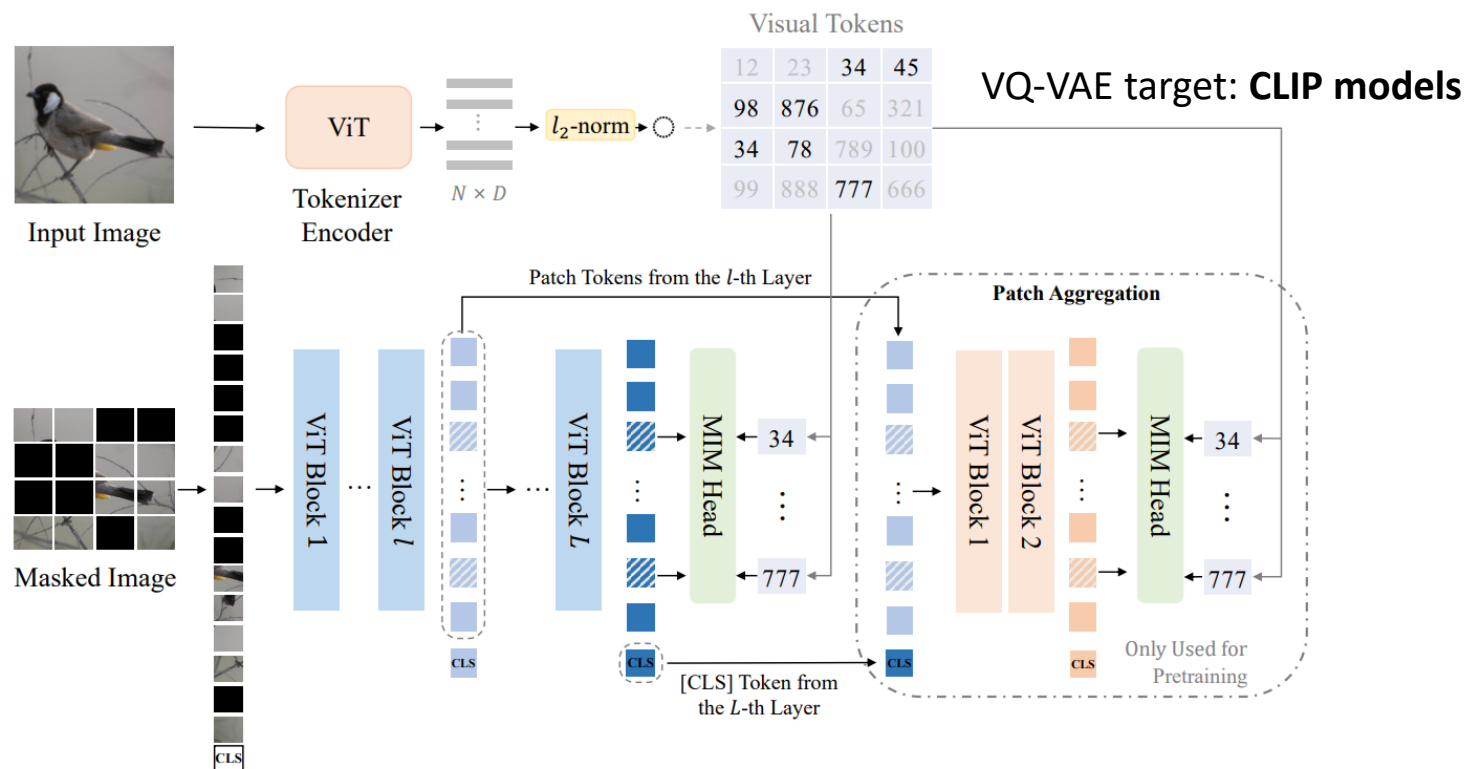 Visual Tokens
12 23 34 45
98 876 65 321
34 78 789 100
99 888 777 666
VQ-VAE target: CLIP models
ViT
⋮
l₂-norm
N × D
Tokenizer
Encoder
Input Image
Patch Tokens from the l-th Layer
Patch Aggregation
Masked Image
CLS
ViT Block 1
...
ViT Block l
...
CLS
...
ViT Block L
...
CLS
MIM Head
34
⋮
777
[CLS] Token from
the L-th Layer
...
CLS
ViT Block 1
ViT Block 2
...
CLS
MIM Head
34
⋮
777
Only Used for
Pretraining